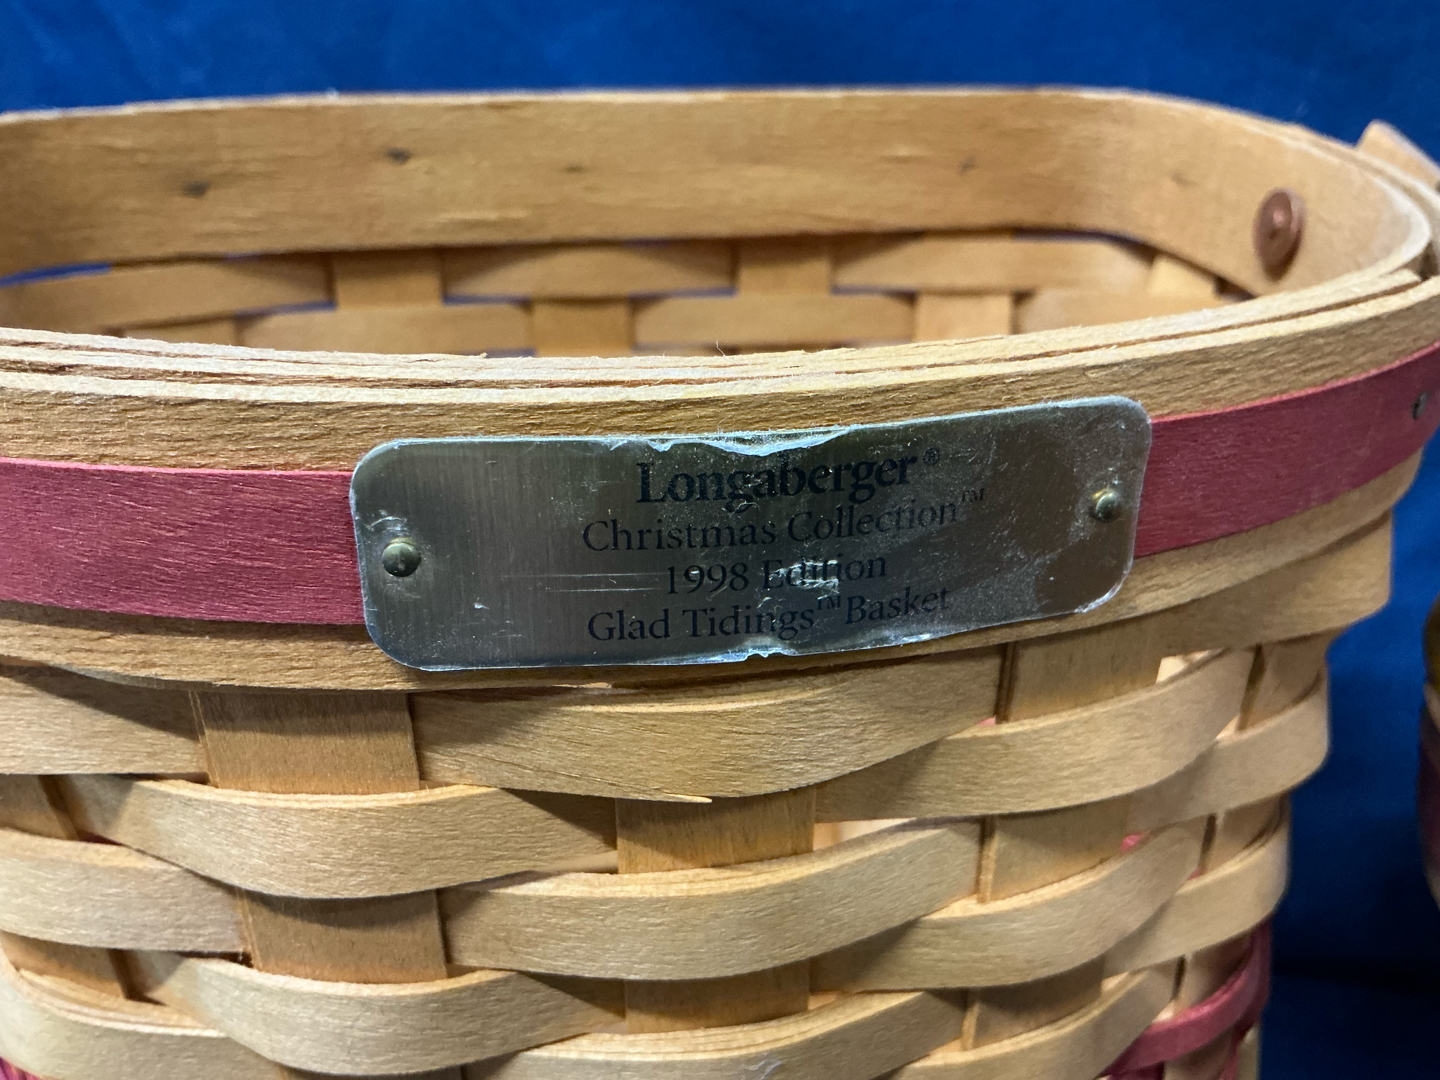 Longaberger®
Christmas Collection™
1998 Edition
Glad Tidings™ Basket